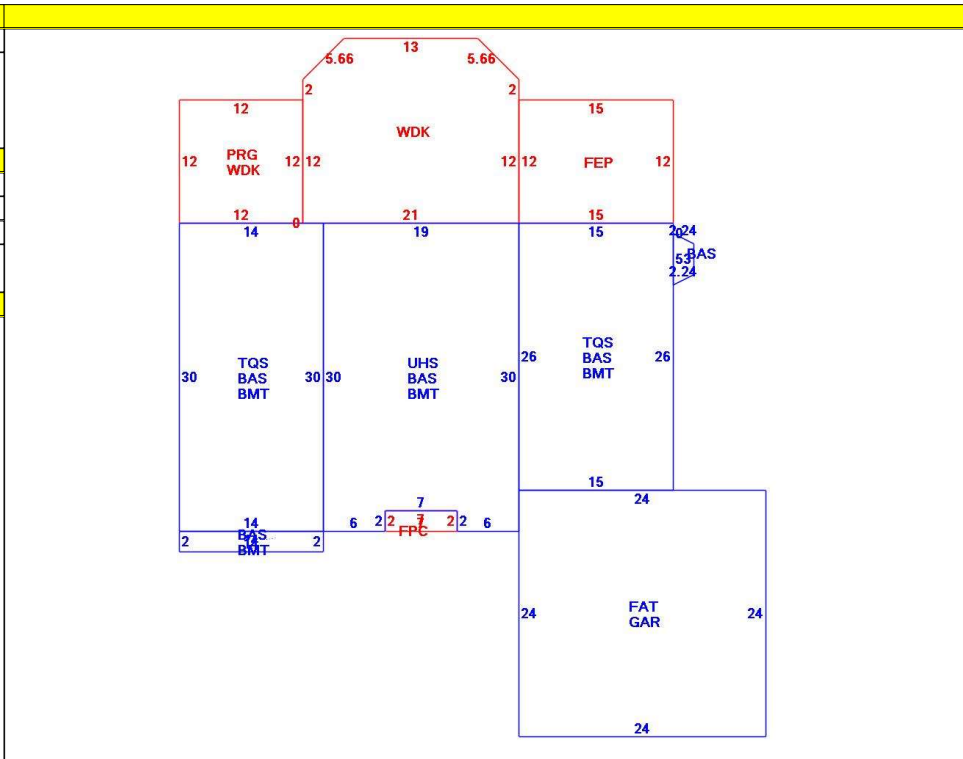 13
5.66 5.66
2 2
12 15
WDK
PRG
WDK
12 12 12 12 12 FEP 12
12 0 21 15
14 19 15 2.24
BAS
53
2.24
TQS
BAS
BMT
26 26
TQS
BAS
BMT
UHS
BAS
BMT
30 30 30 30
15
24
7
14 6 2 2 7 2 2 6
FPC
BAS
BMT
2 14 2
FAT
GAR
24 24
24